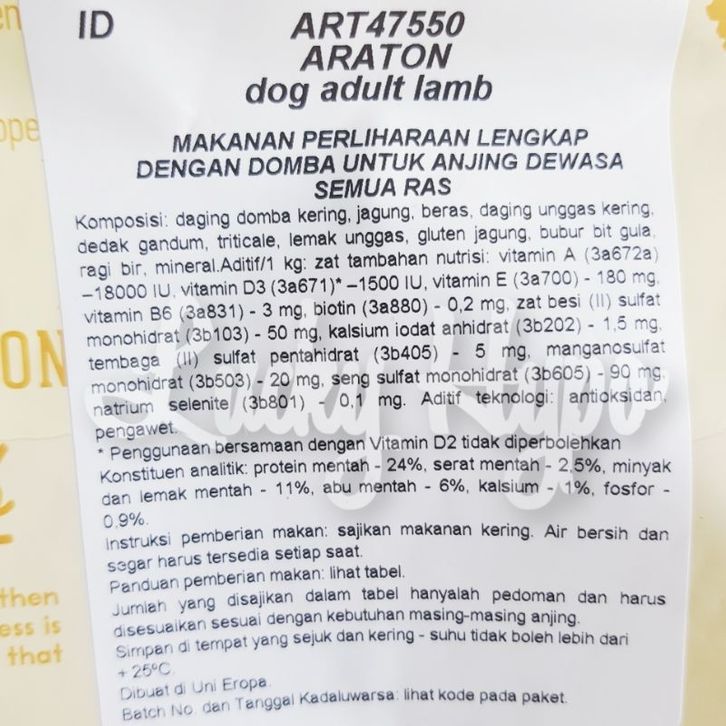 en
ID
ART47550
ARATON
dog adult lamb
ope
MAKANAN PERLIHARAAN LENGKAP
DENGAN DOMBA UNTUK ANJING DEWASA
SEMUA RAS
Komposisi: daging domba kering, jagung, beras, daging unggas kering,
dedak gandum, triticale, lemak unggas, gluten jagung, bubur bit gula,
ragi bir, mineral.Aditif/1 kg: zat tambahan nutrisi: vitamin A (3a672a)
–18000 IU, vitamin D3 (3a671)* –1500 IU, vitamin E (3a700) - 180 mg,
vitamin B6 (3a831) - 3 mg, biotin (3a880) - 0,2 mg, zat besi (II) sulfat
monohidrat (3b103) - 50 mg, kalsium iodat anhidrat (3b202) - 1,5 mg,
tembaga (II) sulfat pentahidrat (3b405) - 5 mg, manganosulfat
monohidrat (3b503) - 20 mg, seng sulfat monohidrat (3b605) - 90 mg,
natrium selenite (3b801) - 0,1 mg. Aditif teknologi: antioksidan,
pengawet.
* Penggunaan bersamaan dengan Vitamin D2 tidak diperbolehkan
Konstituen analitik: protein mentah - 24%, serat mentah - 2,5%, minyak
dan lemak mentah - 11%, abu mentah - 6%, kalsium - 1%, fosfor -
0,9%.
Instruksi pemberian makan: sajikan makanan kering. Air bersih dan
segar harus tersedia setiap saat.
Panduan pemberian makan: lihat tabel.
Jumlah yang disajikan dalam tabel hanyalah pedoman dan harus
disesuaikan sesuai dengan kebutuhan masing-masing anjing.
Simpan di tempat yang sejuk dan kering - suhu tidak boleh lebih dari
+ 25ºC.
Dibuat di Uni Eropa.
Batch No. dan Tanggal Kadaluwarsa: lihat kode pada paket.
ON
then
ess is
that
Lucky Hypo